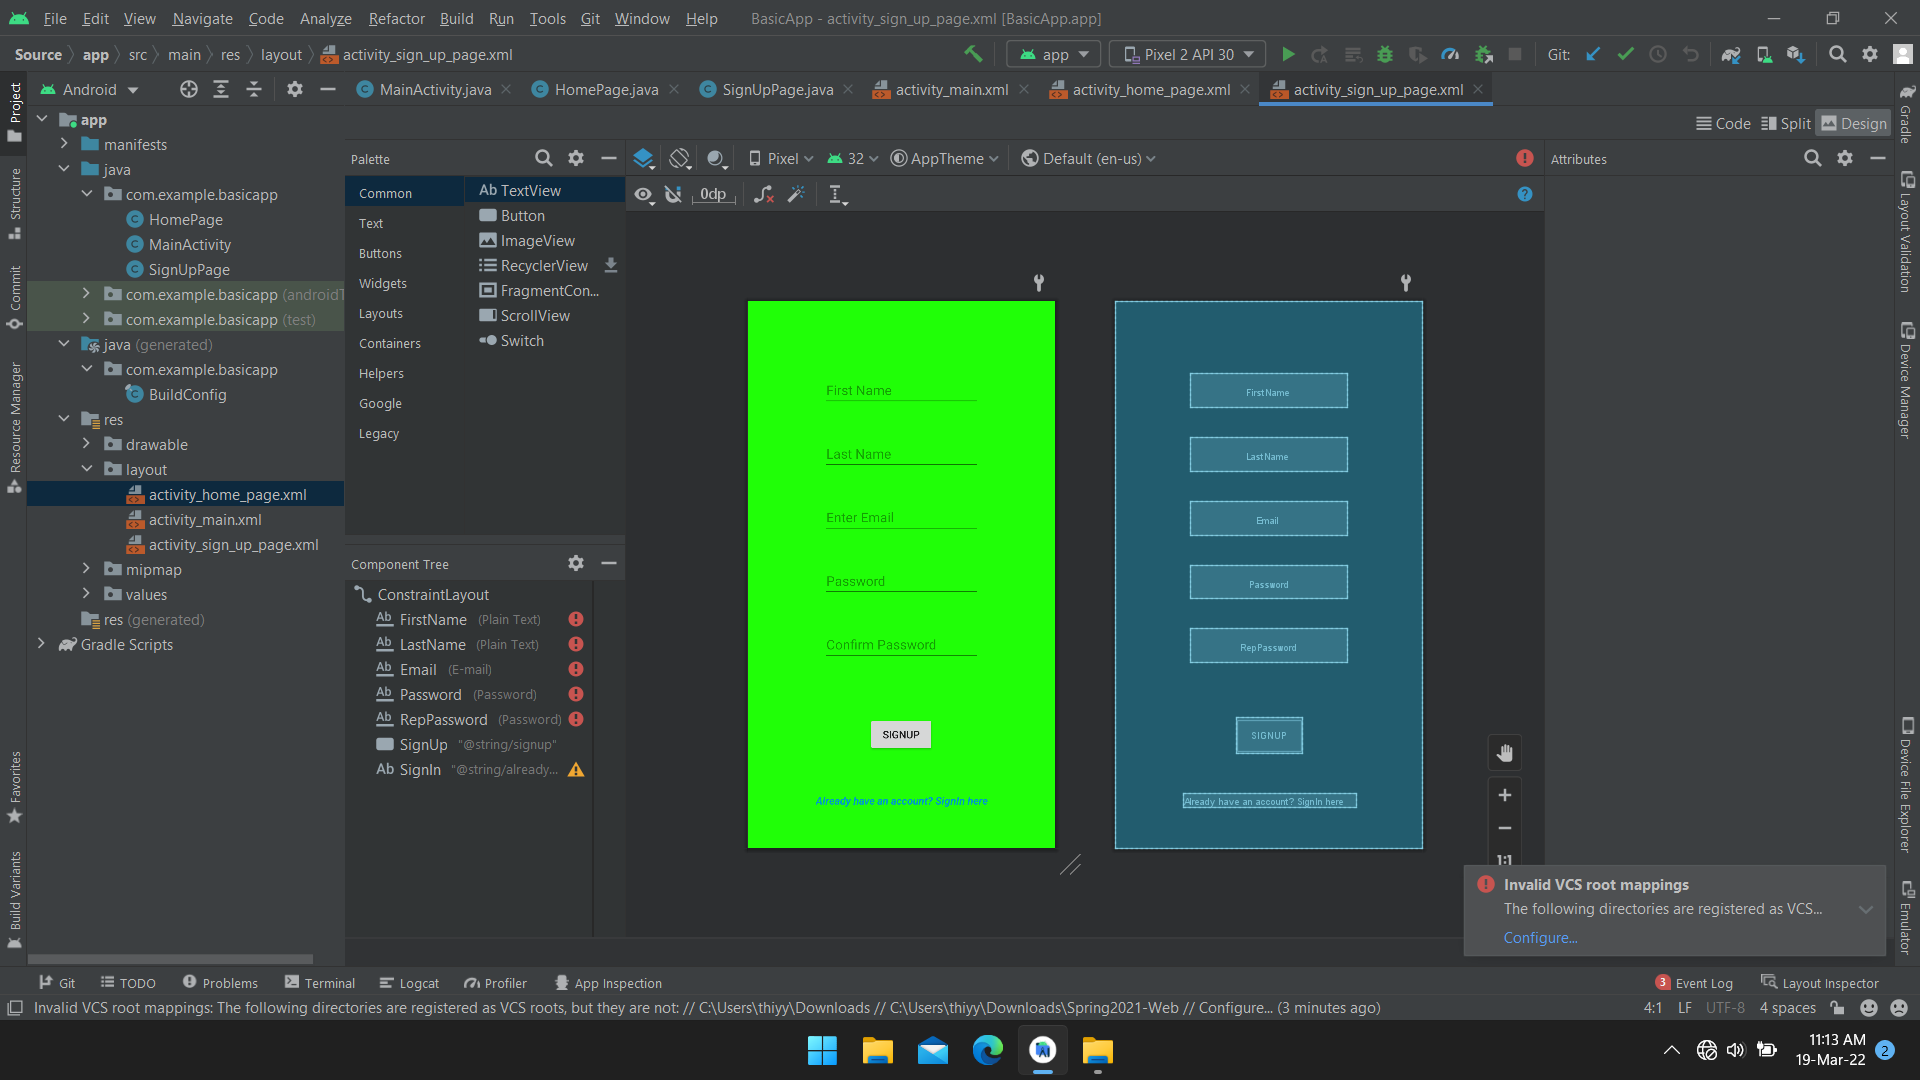 File Edit View Navigate Code Analyze Refactor Build Run Tools Git Window Help BasicApp - activity_sign_up_page.xml [BasicApp.app]
Source app src main res layout activity_sign_up_page.xml app Pixel 2 API 30 Git:
Project
Structure
Commit
Resource Manager
Favorites
Build Variants
Android
MainActivity.java HomePage.java SignUpPage.java activity_main.xml activity_home_page.xml activity_sign_up_page.xml
Code Split Design
app
manifests
java
com.example.basicapp
HomePage
MainActivity
SignUpPage
com.example.basicapp (androidT
com.example.basicapp (test)
java (generated)
com.example.basicapp
BuildConfig
res
drawable
layout
activity_home_page.xml
activity_main.xml
activity_sign_up_page.xml
mipmap
values
res (generated)
Gradle Scripts
Palette
Common
Text
Buttons
Widgets
Layouts
Containers
Helpers
Google
Legacy
Ab TextView
Button
ImageView
RecyclerView
FragmentCon...
ScrollView
Switch
Component Tree
ConstraintLayout
Ab FirstName (Plain Text)
Ab LastName (Plain Text)
Ab Email (E-mail)
Ab Password (Password)
Ab RepPassword (Password)
SignUp "@string/signup"
Ab SignIn "@string/already...
Pixel 32 AppTheme Default (en-us)
0dp
First Name
Last Name
Enter Email
Password
Confirm Password
SIGNUP
Already have an account? SignIn here
FirstName
LastName
Email
Password
RepPassword
SIGNUP
Already have an account? SignIn here
1:1
Attributes
Gradle
Layout Validation
Device Manager
Device File Explorer
Emulator
Invalid VCS root mappings
The following directories are registered as VCS...
Configure...
Git TODO Problems Terminal Logcat Profiler App Inspection 3 Event Log Layout Inspector
Invalid VCS root mappings: The following directories are registered as VCS roots, but they are not: // C:\Users\thiyy\Downloads // C:\Users\thiyy\Downloads\Spring2021-Web // Configure... (3 minutes ago) 4:1 LF UTF-8 4 spaces
11:13 AM
19-Mar-22
2